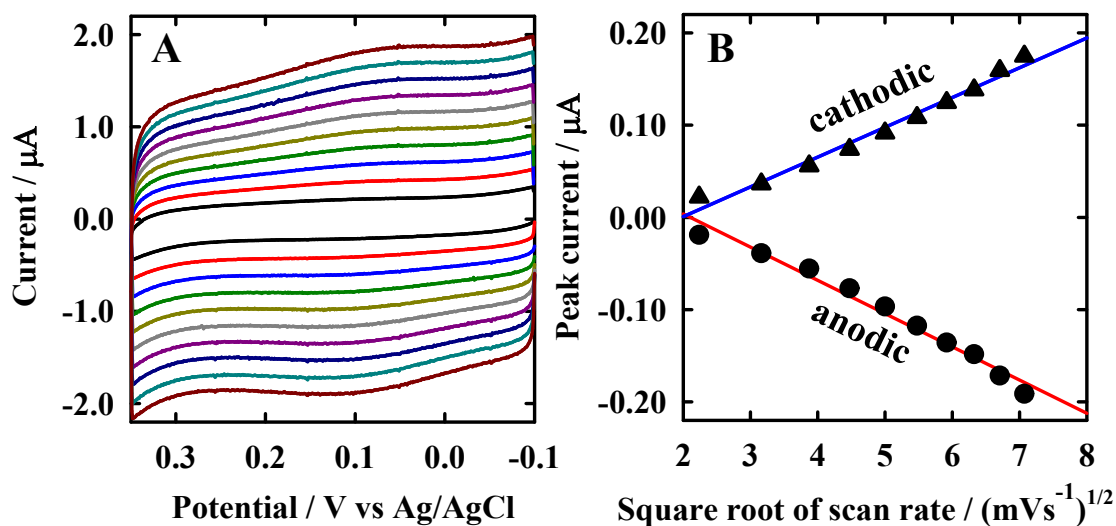 A
2.0
1.0
0.0
-1.0
-2.0
Current / μA
0.3 0.2 0.1 0.0 -0.1
Potential / V vs Ag/AgCl
B
0.20
0.10
0.00
-0.10
-0.20
Peak current / μA
cathodic
anodic
2 3 4 5 6 7 8
Square root of scan rate / (mVs⁻¹)¹/²